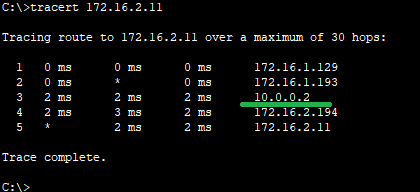 C:\>tracert 172.16.2.11
Tracing route to 172.16.2.11 over a maximum of 30 hops:
1 0 ms 0 ms 0 ms 172.16.1.129
2 0 ms * 0 ms 172.16.1.193
3 2 ms 2 ms 2 ms 10.0.0.2
4 2 ms 3 ms 2 ms 172.16.2.194
5 * 2 ms 2 ms 172.16.2.11
Trace complete.
C:\>